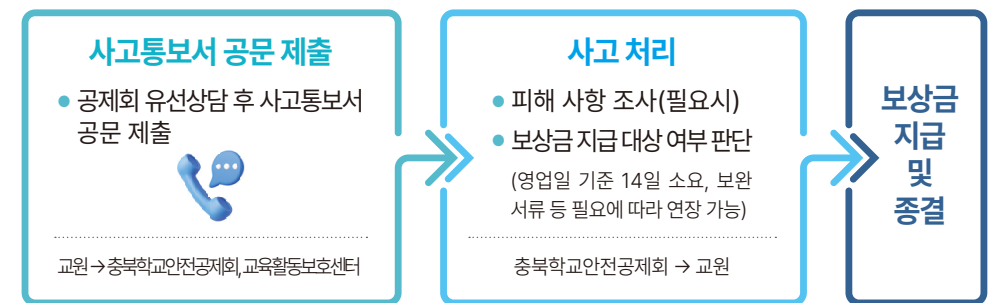 사고통보서 공문 제출
● 공제회 유선상담 후 사고통보서
공문 제출
교원 → 충북학교안전공제회, 교육활동보호센터
사고 처리
● 피해 사항 조사(필요시)
● 보상금 지급 대상 여부 판단
(영업일 기준 14일 소요, 보완
서류 등 필요에 따라 연장 가능)
충북학교안전공제회 → 교원
보상금
지급
및
종결